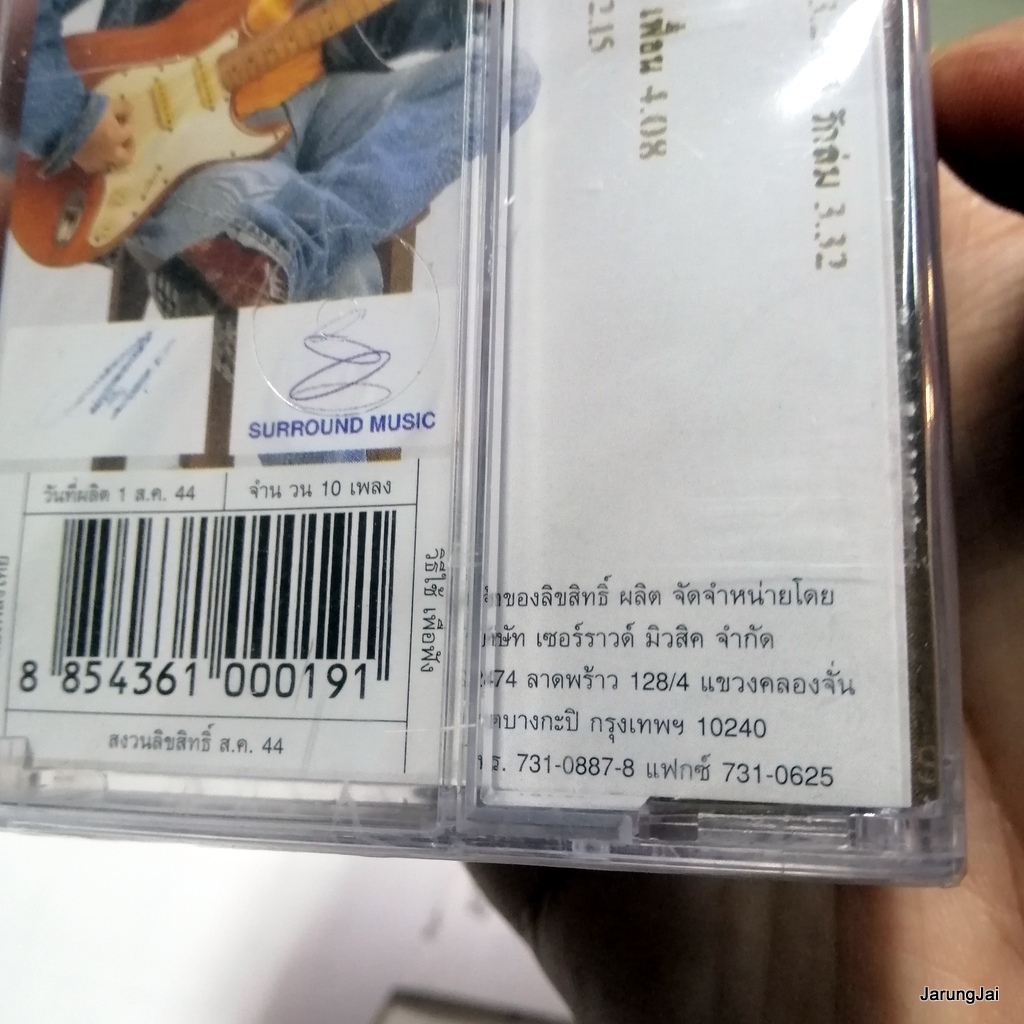 2.15
เพื่อน 4.08
รักล่ม 3.32
SURROUND MUSIC
วันที่ผลิต 1 ส.ค. 44
จำน วน 10 เพลง
8 854361 000191
วิธีใช้ เพื่อฟัง
สงวนลิขสิทธิ์ ส.ค. 44
ของลิขสิทธิ์ ผลิต จัดจำหน่ายโดย
เซอร์ราวด์ มิวสิค จำกัด
ลาดพร้าว 128/4 แขวงคลองจั่น
บางกะปิ กรุงเทพฯ 10240
731-0887-8 แฟกซ์ 731-0625
JarungJai